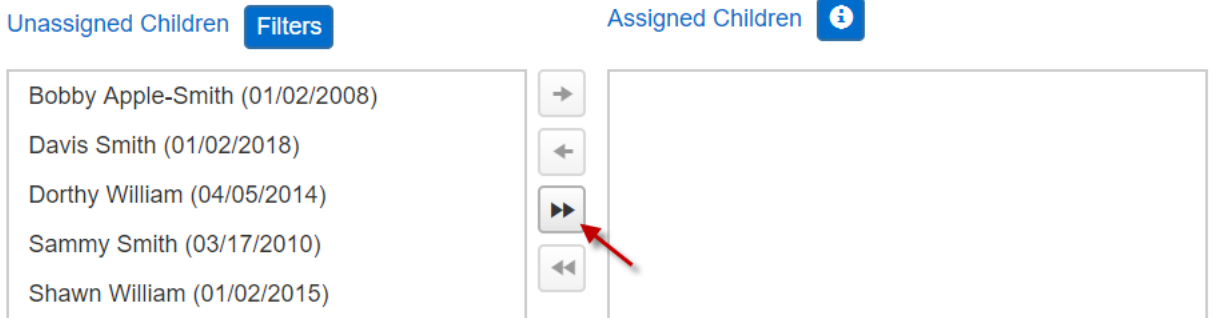 Unassigned Children Filters
Assigned Children
Bobby Apple-Smith (01/02/2008)
Davis Smith (01/02/2018)
Dorthy William (04/05/2014)
Sammy Smith (03/17/2010)
Shawn William (01/02/2015)